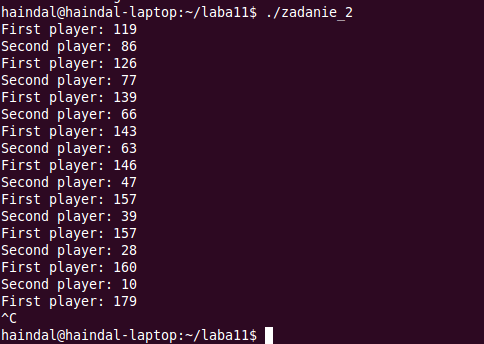 haindal@haindal-laptop:~/laba11$ ./zadanie_2
First player: 119
Second player: 86
First player: 126
Second player: 77
First player: 139
Second player: 66
First player: 143
Second player: 63
First player: 146
Second player: 47
First player: 157
Second player: 39
First player: 157
Second player: 28
First player: 160
Second player: 10
First player: 179
^C
haindal@haindal-laptop:~/laba11$